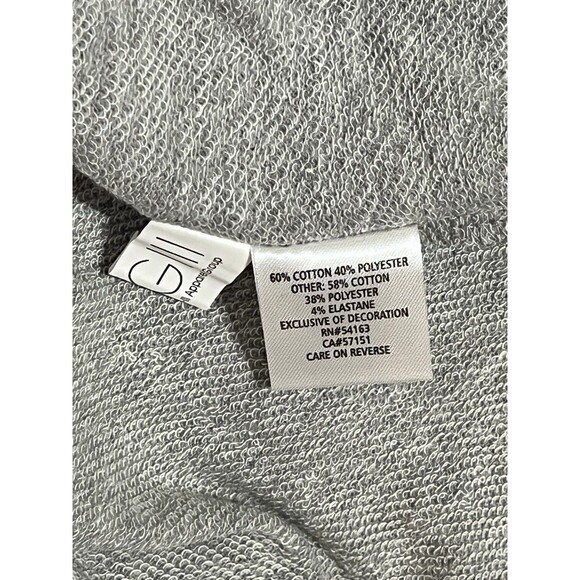 GIII
Apparel Group
60% COTTON 40% POLYESTER
OTHER: 58% COTTON
38% POLYESTER
4% ELASTANE
EXCLUSIVE OF DECORATION
RN#54163
CA#57151
CARE ON REVERSE